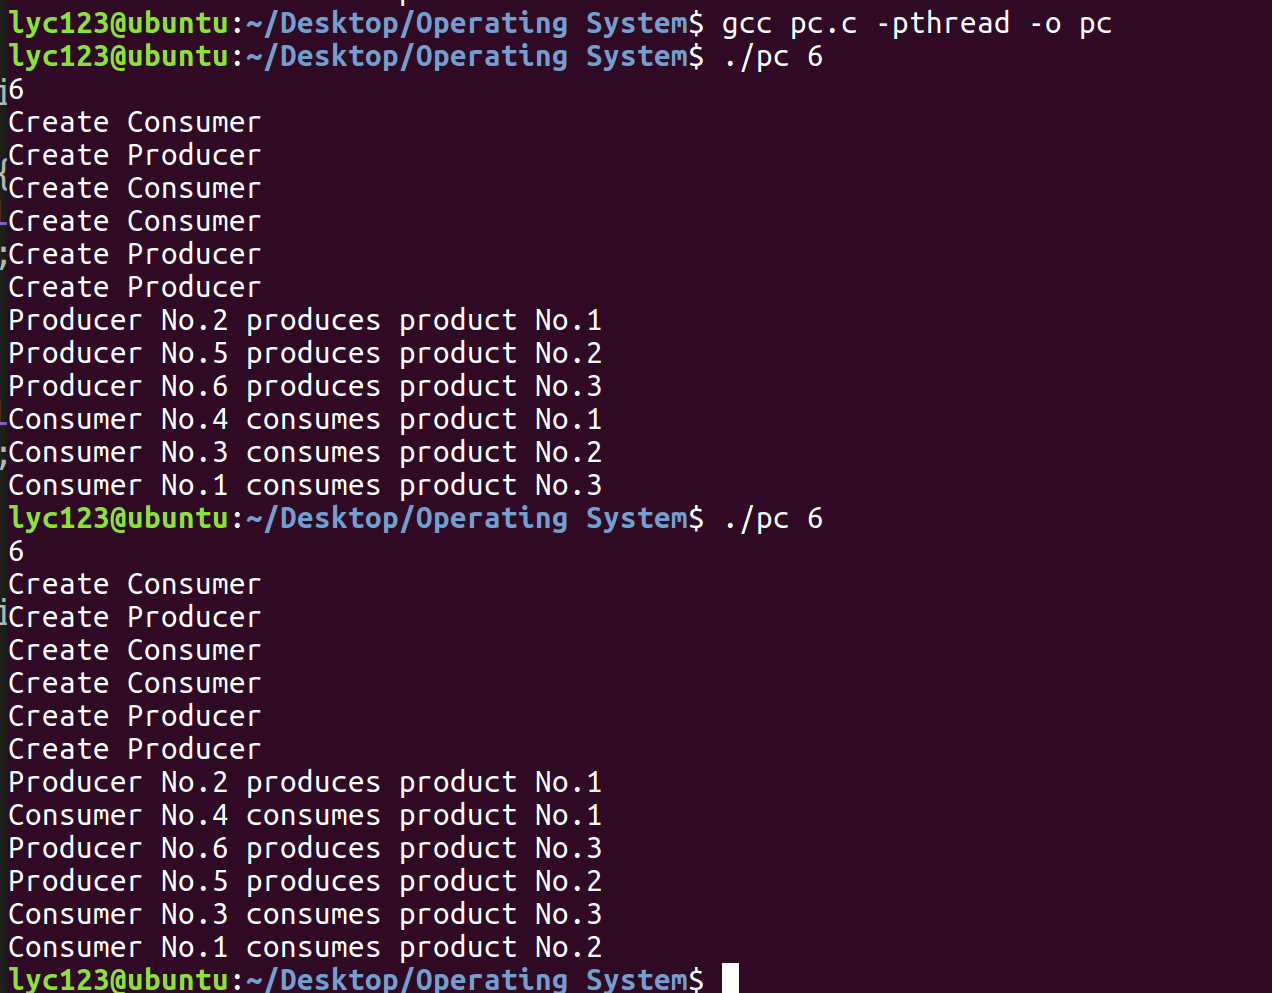 lyc123@ubuntu:~/Desktop/Operating System$ gcc pc.c -pthread -o pc
lyc123@ubuntu:~/Desktop/Operating System$ ./pc 6
6
Create Consumer
Create Producer
Create Consumer
Create Consumer
Create Producer
Create Producer
Producer No.2 produces product No.1
Producer No.5 produces product No.2
Producer No.6 produces product No.3
Consumer No.4 consumes product No.1
Consumer No.3 consumes product No.2
Consumer No.1 consumes product No.3
lyc123@ubuntu:~/Desktop/Operating System$ ./pc 6
6
Create Consumer
Create Producer
Create Consumer
Create Consumer
Create Producer
Create Producer
Producer No.2 produces product No.1
Consumer No.4 consumes product No.1
Producer No.6 produces product No.3
Producer No.5 produces product No.2
Consumer No.3 consumes product No.3
Consumer No.1 consumes product No.2
lyc123@ubuntu:~/Desktop/Operating System$